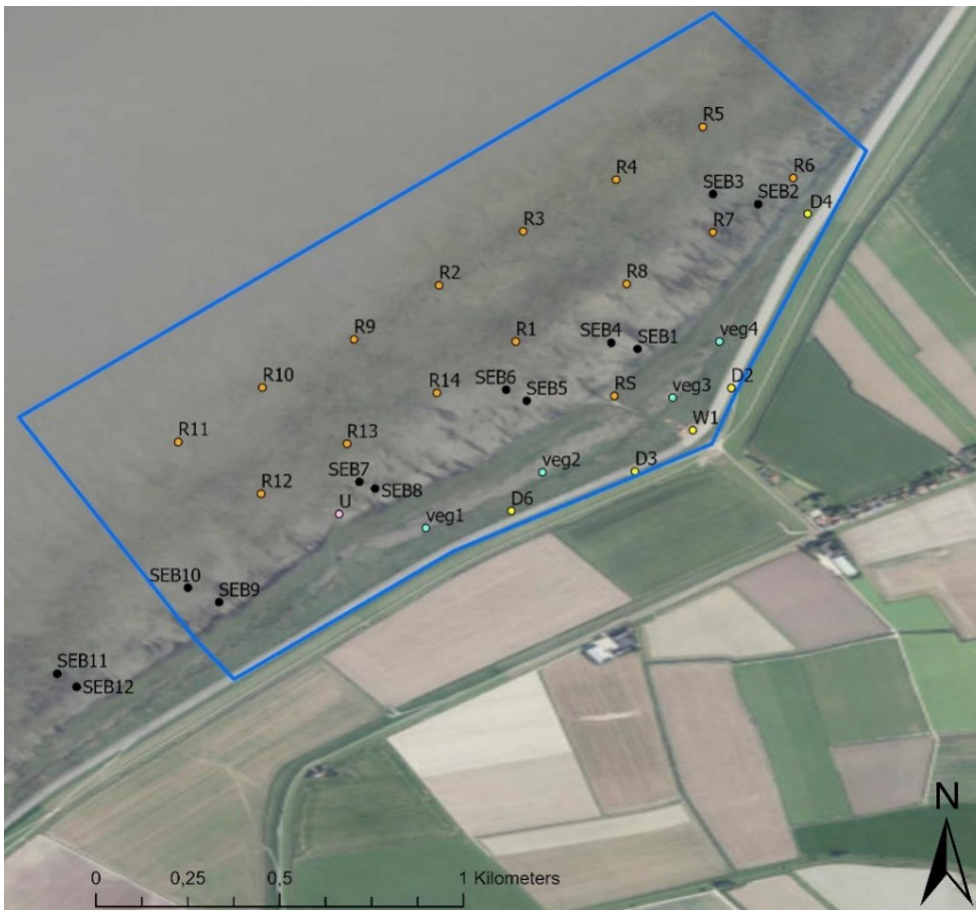 R5
R4
R6
SEB3
SEB2
D4
R3
R7
R2
R8
R9
R1
SEB4
SEB1
veg4
R10
R14
SEB6
SEB5
RS
veg3
D2
R11
R13
W1
R12
SEB7
SEB8
veg2
D3
U
veg1
D6
SEB10
SEB9
SEB11
SEB12
N
0 0,25 0,5 1 Kilometers